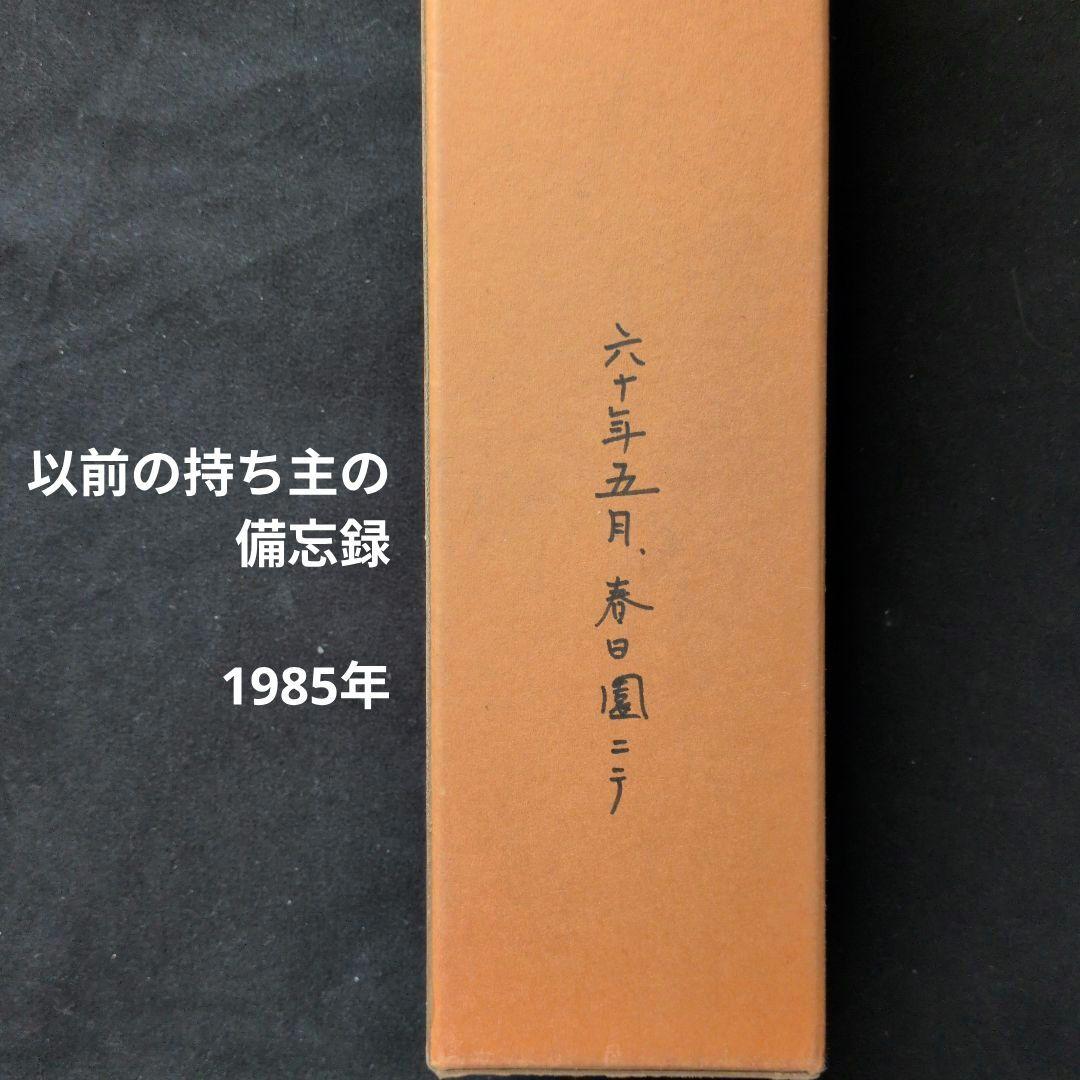 以前の持ち主の
備忘録
1985年
六十年五月、春日園ニテ